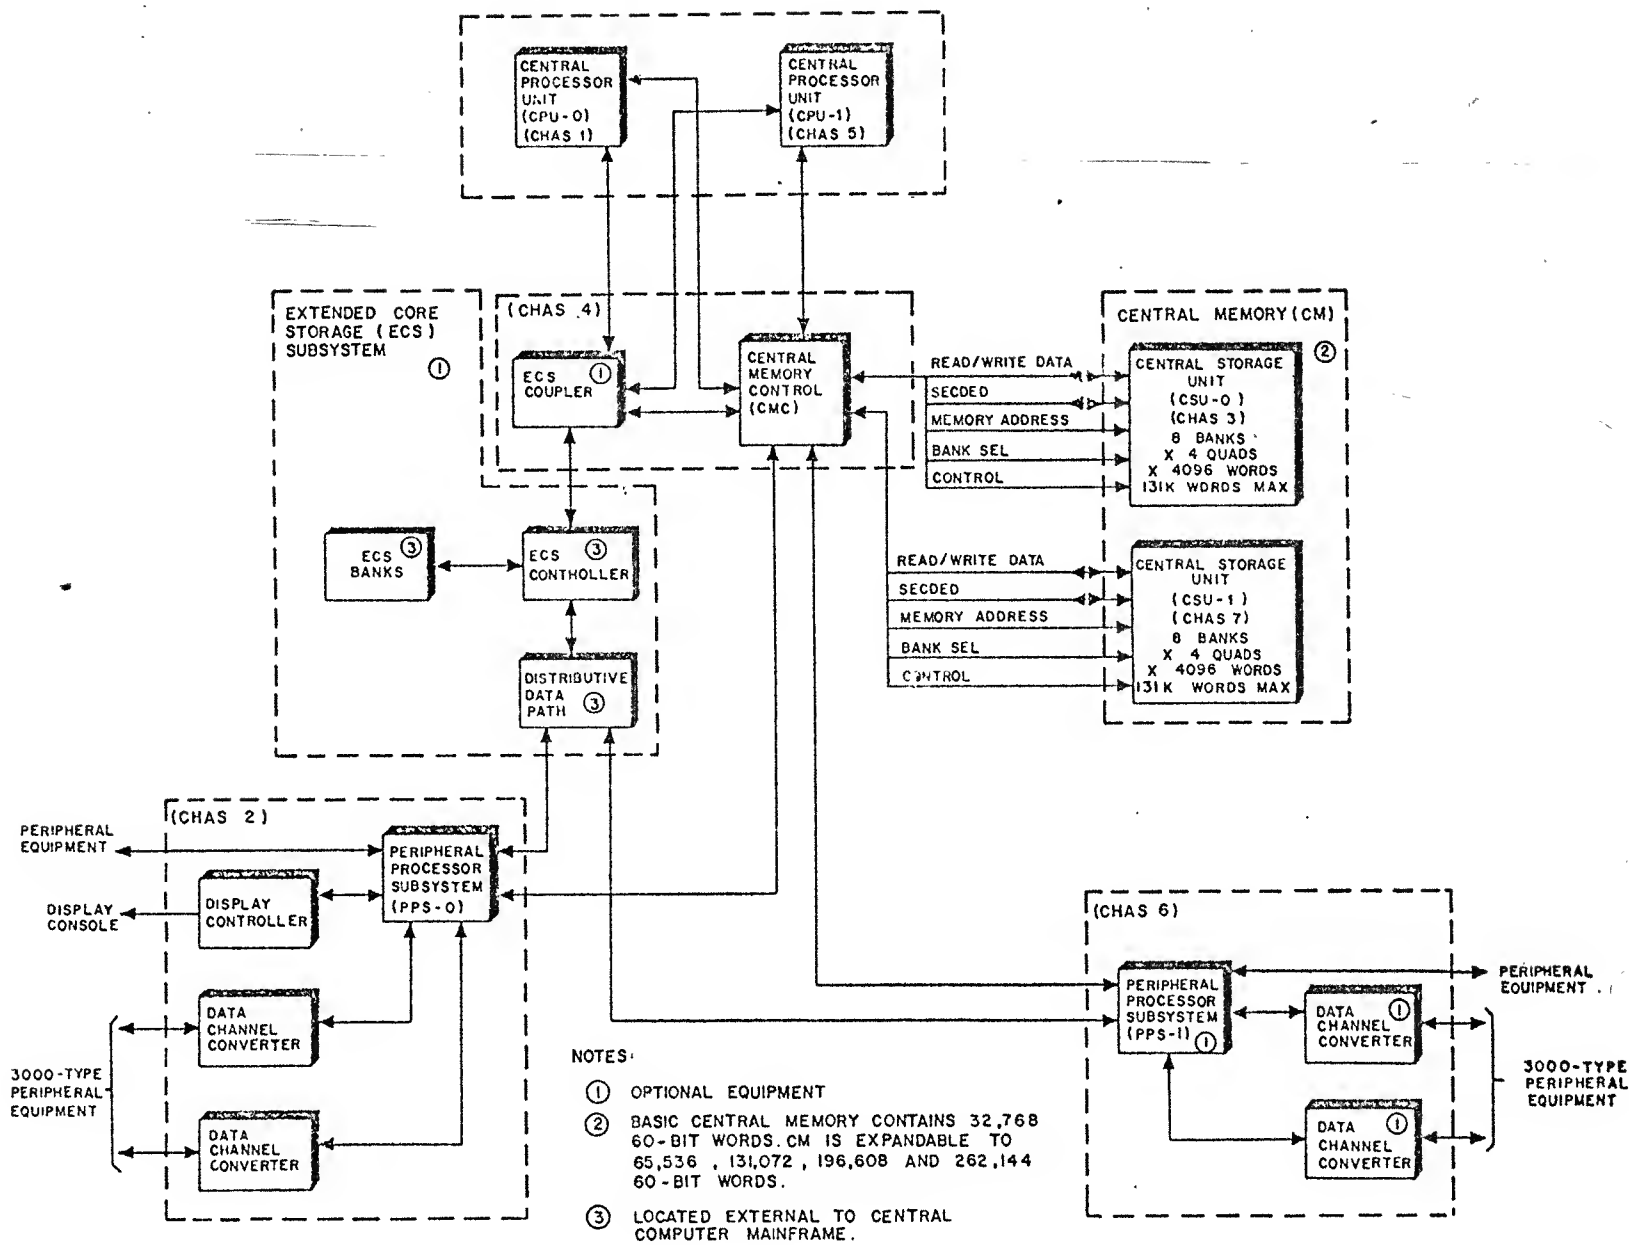 CENTRAL
PROCESSOR
UNIT
(CPU-0)
(CHAS 1)
CENTRAL
PROCESSOR
UNIT
(CPU-1)
(CHAS 5)
EXTENDED CORE
STORAGE (ECS)
SUBSYSTEM
①
(CHAS 4)
ECS ①
COUPLER
CENTRAL
MEMORY
CONTROL
(CMC)
READ/WRITE DATA
SECDED
MEMORY ADDRESS
BANK SEL
CONTROL
CENTRAL MEMORY (CM)
②
CENTRAL STORAGE
UNIT
(CSU-0)
(CHAS 3)
8 BANKS
X 4 QUADS
X 4096 WORDS
131K WORDS MAX
READ/WRITE DATA
SECDED
MEMORY ADDRESS
BANK SEL
CONTROL
CENTRAL STORAGE
UNIT
(CSU-1)
(CHAS 7)
8 BANKS
X 4 QUADS
X 4096 WORDS
131K WORDS MAX
ECS ③
BANKS
ECS ③
CONTROLLER
DISTRIBUTIVE
DATA
PATH ③
(CHAS 2)
PERIPHERAL
EQUIPMENT
PERIPHERAL
PROCESSOR
SUBSYSTEM
(PPS-0)
DISPLAY
CONSOLE
DISPLAY
CONTROLLER
DATA
CHANNEL
CONVERTER
3000-TYPE
PERIPHERAL
EQUIPMENT
DATA
CHANNEL
CONVERTER
(CHAS 6)
PERIPHERAL
PROCESSOR
SUBSYSTEM
(PPS-1) ①
PERIPHERAL
EQUIPMENT
DATA ①
CHANNEL
CONVERTER
3000-TYPE
PERIPHERAL
EQUIPMENT
DATA ①
CHANNEL
CONVERTER
NOTES:
① OPTIONAL EQUIPMENT
② BASIC CENTRAL MEMORY CONTAINS 32,768
60-BIT WORDS. CM IS EXPANDABLE TO
65,536 , 131,072 , 196,608 AND 262,144
60-BIT WORDS.
③ LOCATED EXTERNAL TO CENTRAL
COMPUTER MAINFRAME.